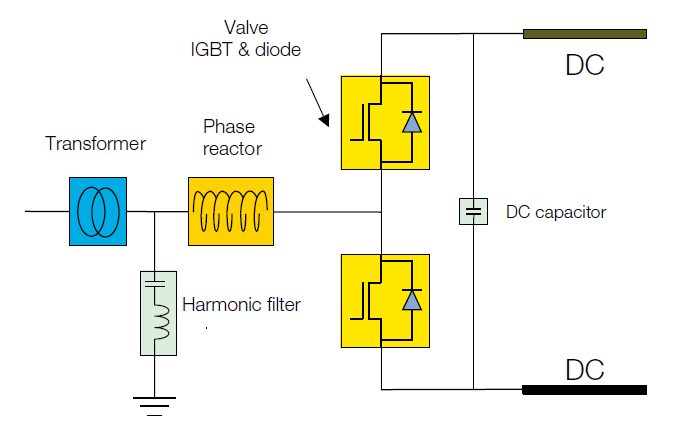 Valve
IGBT & diode
DC
Phase
reactor
Transformer
DC capacitor
Harmonic filter
DC